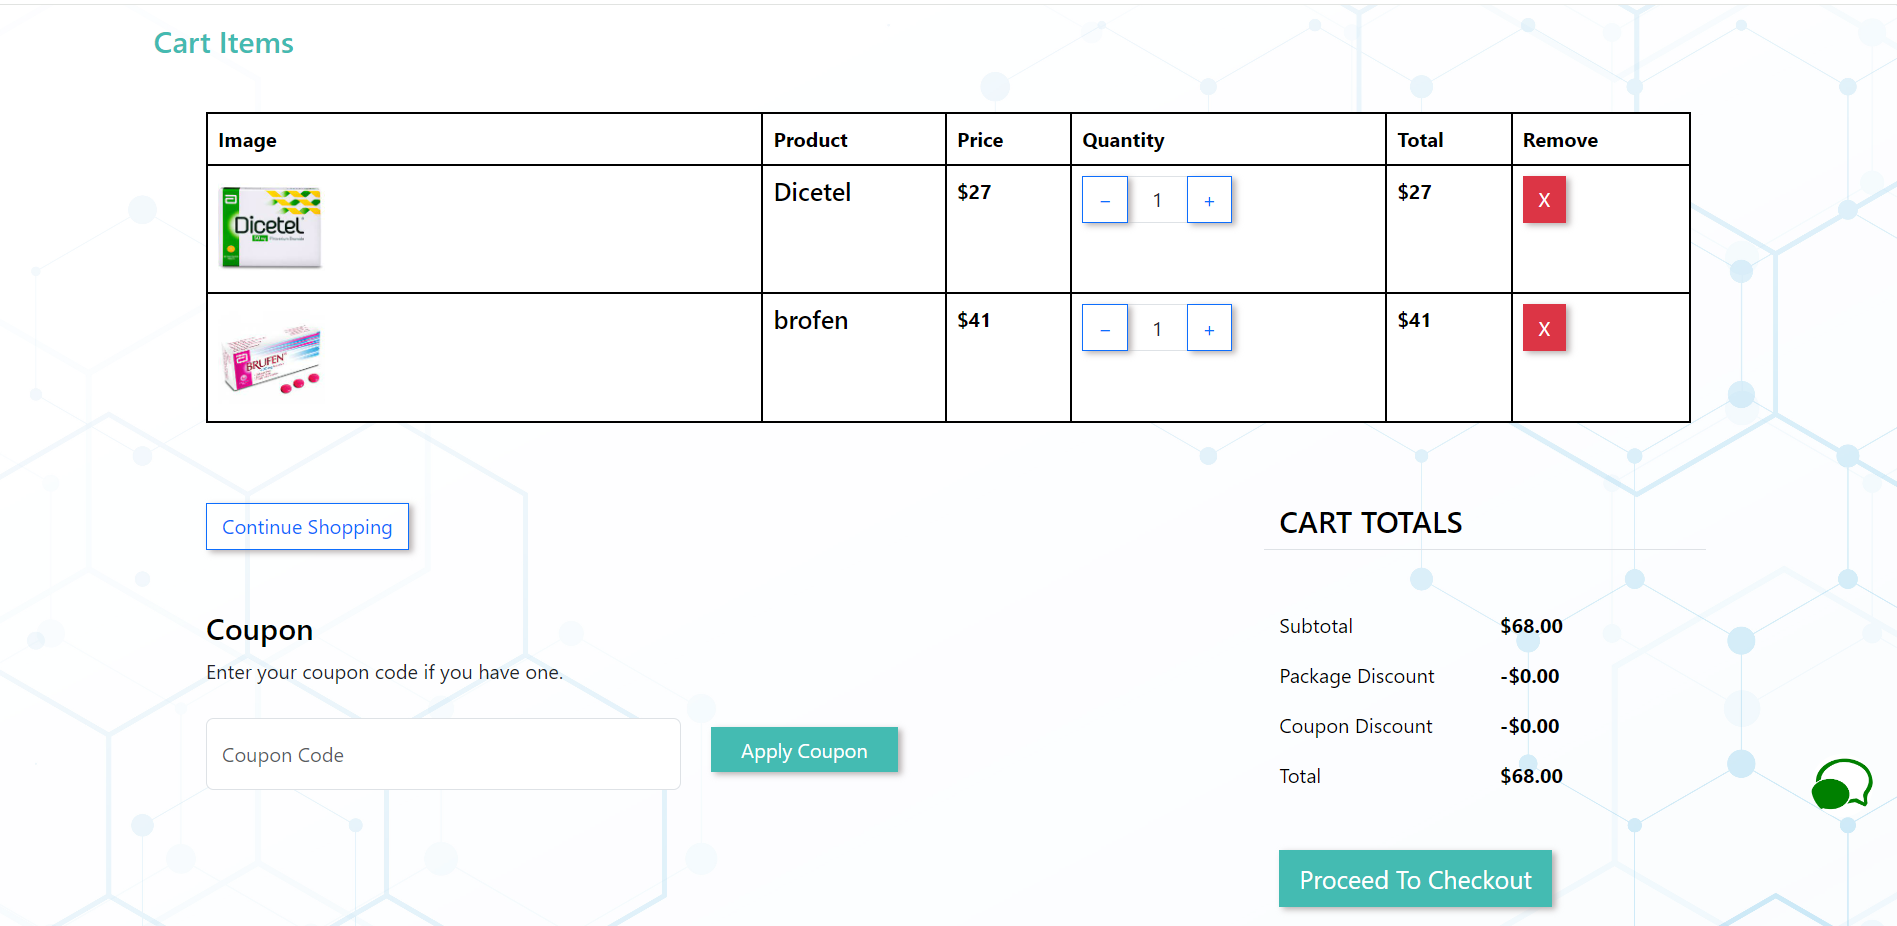 Cart Items
Image Product Price Quantity Total Remove
Dicetel $27 – 1 + $27 X
Dicetel
50 mg
brofen $41 – 1 + $41 X
BRUFEN
Continue Shopping
CART TOTALS
Coupon
Subtotal $68.00
Enter your coupon code if you have one.
Package Discount -$0.00
Coupon Discount -$0.00
Coupon Code Apply Coupon
Total $68.00
Proceed To Checkout